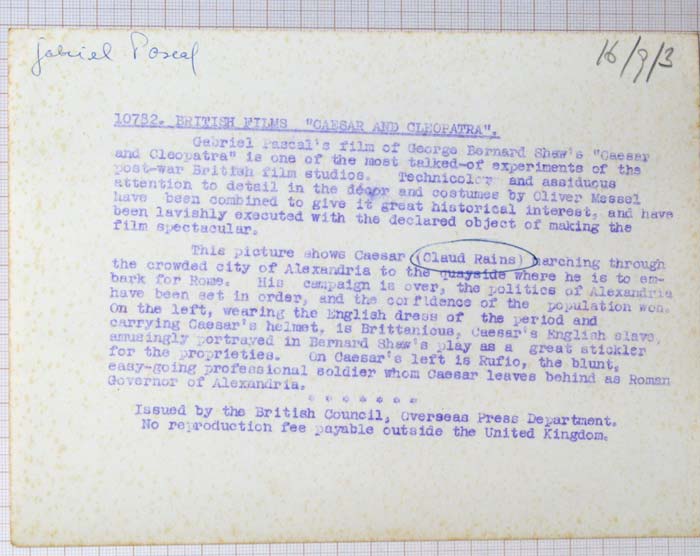 Gabriel Pascal
16/9/3
10732. BRITISH FILMS "CAESAR AND CLEOPATRA".
Gabriel Pascal's film of George Bernard Shaw's "Caesar
and Cleopatra" is one of the most talked-of experiments of the
post-war British film studios. Technicolor and assiduous
attention to detail in the décor and costumes by Oliver Messel
have been combined to give it great historical interest, and have
been lavishly executed with the declared object of making the
film spectacular.
This picture shows Caesar (Claud Rains) marching through
the crowded city of Alexandria to the quayside where he is to em-
bark for Rome. His campaign is over, the politics of Alexandria
have been set in order, and the confidence of the population won.
On the left, wearing the English dress of the period and
carrying Caesar's helmet, is Brittanious, Caesar's English slave,
amusingly portrayed in Bernard Shaw's play as a great stickler
for the proprieties. On Caesar's left is Rufio, the blunt,
easy-going professional soldier whom Caesar leaves behind as Roman
Governor of Alexandria.
* * * * * * *
Issued by the British Council, Overseas Press Department.
No reproduction fee payable outside the United Kingdom.